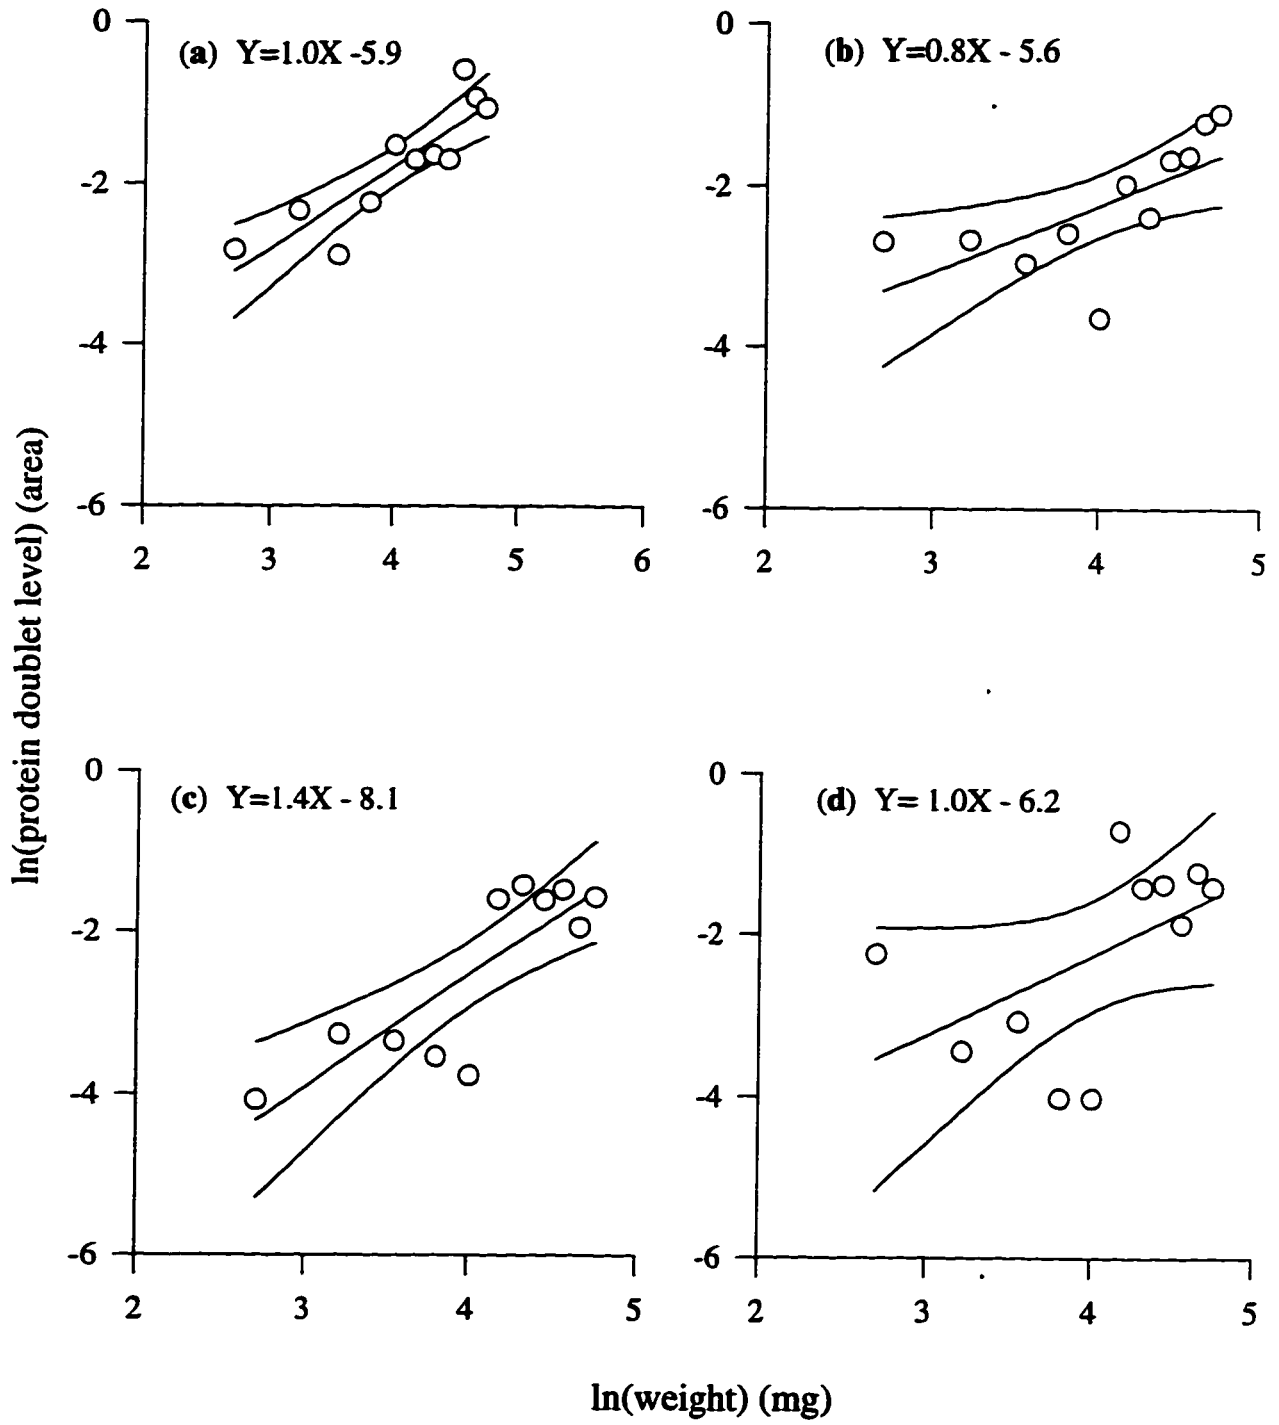 (a) Y=1.0X -5.9
0
-2
-4
-6
2 3 4 5 6
(b) Y=0.8X - 5.6
0
-2
-4
-6
2 3 4 5
ln(protein doublet level) (area)
(c) Y=1.4X - 8.1
0
-2
-4
-6
2 3 4 5
(d) Y= 1.0X - 6.2
0
-2
-4
-6
2 3 4 5
ln(weight) (mg)